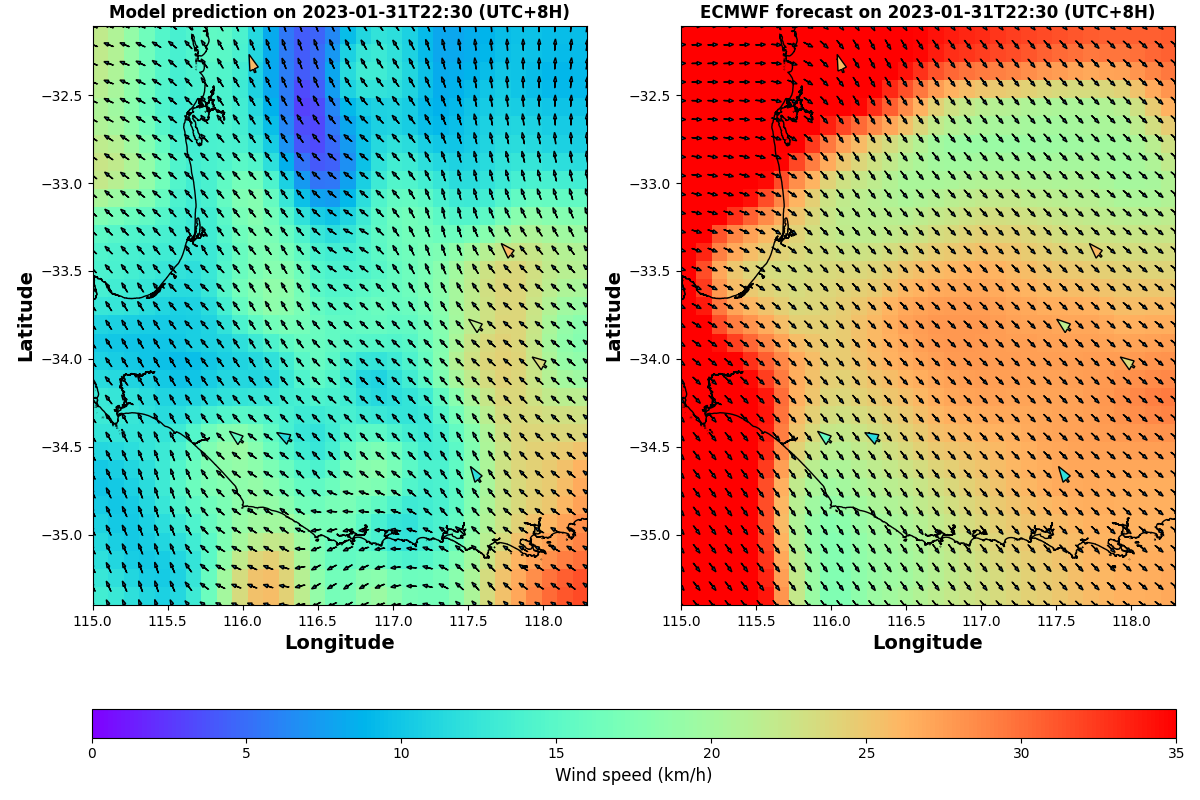 Model prediction on 2023-01-31T22:30 (UTC+8H)
ECMWF forecast on 2023-01-31T22:30 (UTC+8H)
Latitude
−32.5
−33.0
−33.5
−34.0
−34.5
−35.0
115.0 115.5 116.0 116.5 117.0 117.5 118.0
Longitude
Latitude
−32.5
−33.0
−33.5
−34.0
−34.5
−35.0
115.0 115.5 116.0 116.5 117.0 117.5 118.0
Longitude
0 5 10 15 20 25 30 35
Wind speed (km/h)